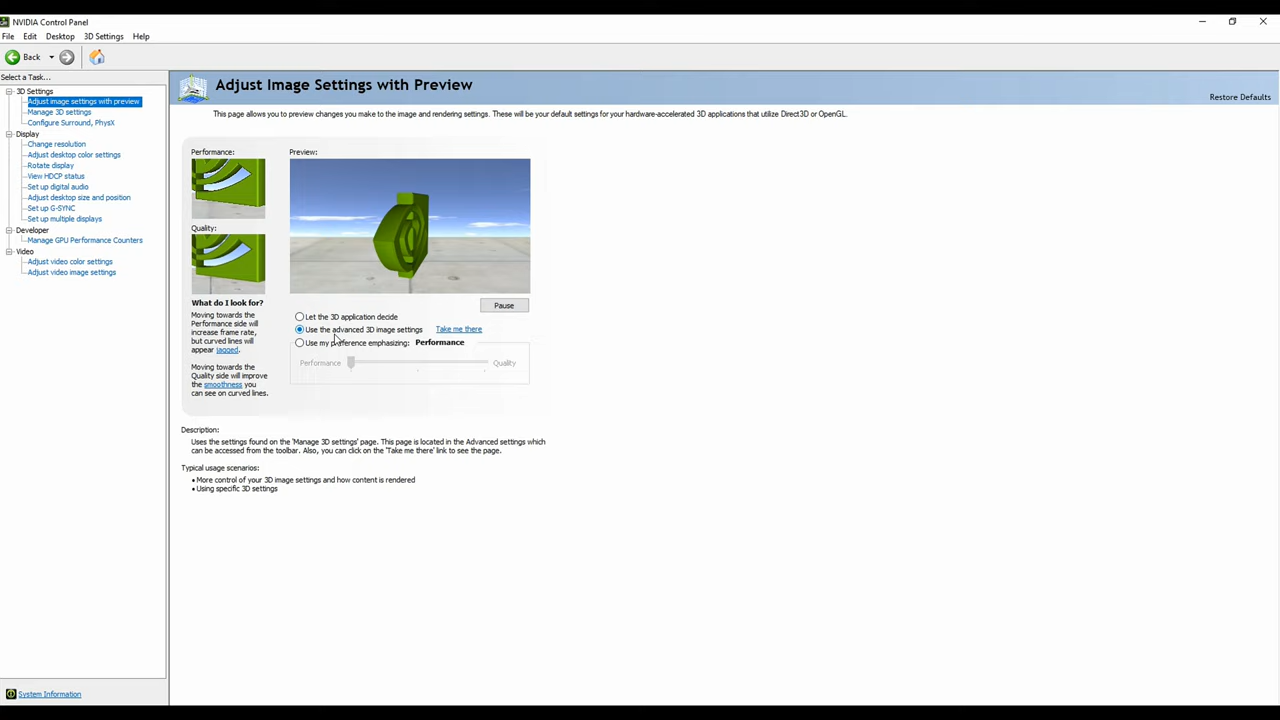 NVIDIA Control Panel
File Edit Desktop 3D Settings Help
Back
Select a Task...
3D Settings
Adjust image settings with preview
Manage 3D settings
Configure Surround, PhysX
Display
Change resolution
Adjust desktop color settings
Rotate display
View HDCP status
Set up digital audio
Adjust desktop size and position
Set up G-SYNC
Set up multiple displays
Developer
Manage GPU Performance Counters
Video
Adjust video color settings
Adjust video image settings
System Information
Adjust Image Settings with Preview
Restore Defaults
This page allows you to preview changes you make to the image and rendering settings. These will be your default settings for your hardware-accelerated 3D applications that utilize Direct3D or OpenGL.
Performance:
Quality:
What do I look for?
Moving towards the
Performance side will
increase frame rate,
but curved lines will
appear jagged.
Moving towards the
Quality side will improve
the smoothness you
can see on curved lines.
Preview:
Pause
Let the 3D application decide
Use the advanced 3D image settings Take me there
Use my preference emphasizing: Performance
Performance Quality
Description:
Uses the settings found on the 'Manage 3D settings' page. This page is located in the Advanced settings which
can be accessed from the toolbar. Also, you can click on the 'Take me there' link to see the page.
Typical usage scenarios:
• More control of your 3D image settings and how content is rendered
• Using specific 3D settings